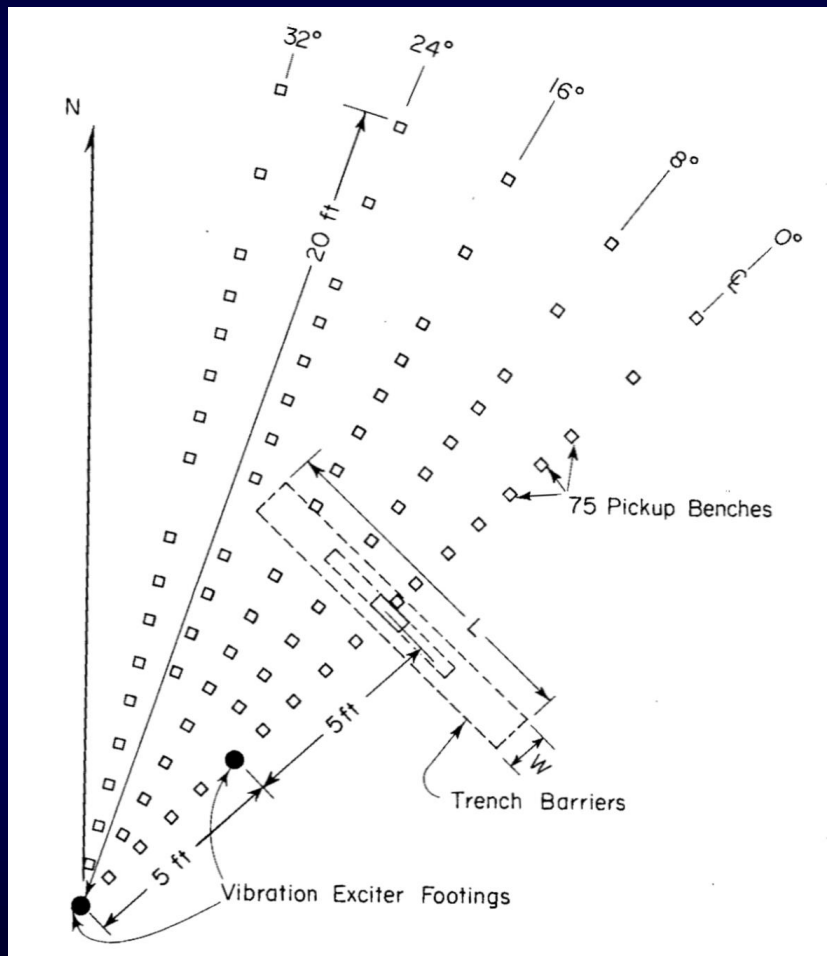 32°
24°
16°
8°
0°
℄
N
20 ft
75 Pickup Benches
L
5 ft
W
Trench Barriers
5 ft
Vibration Exciter Footings